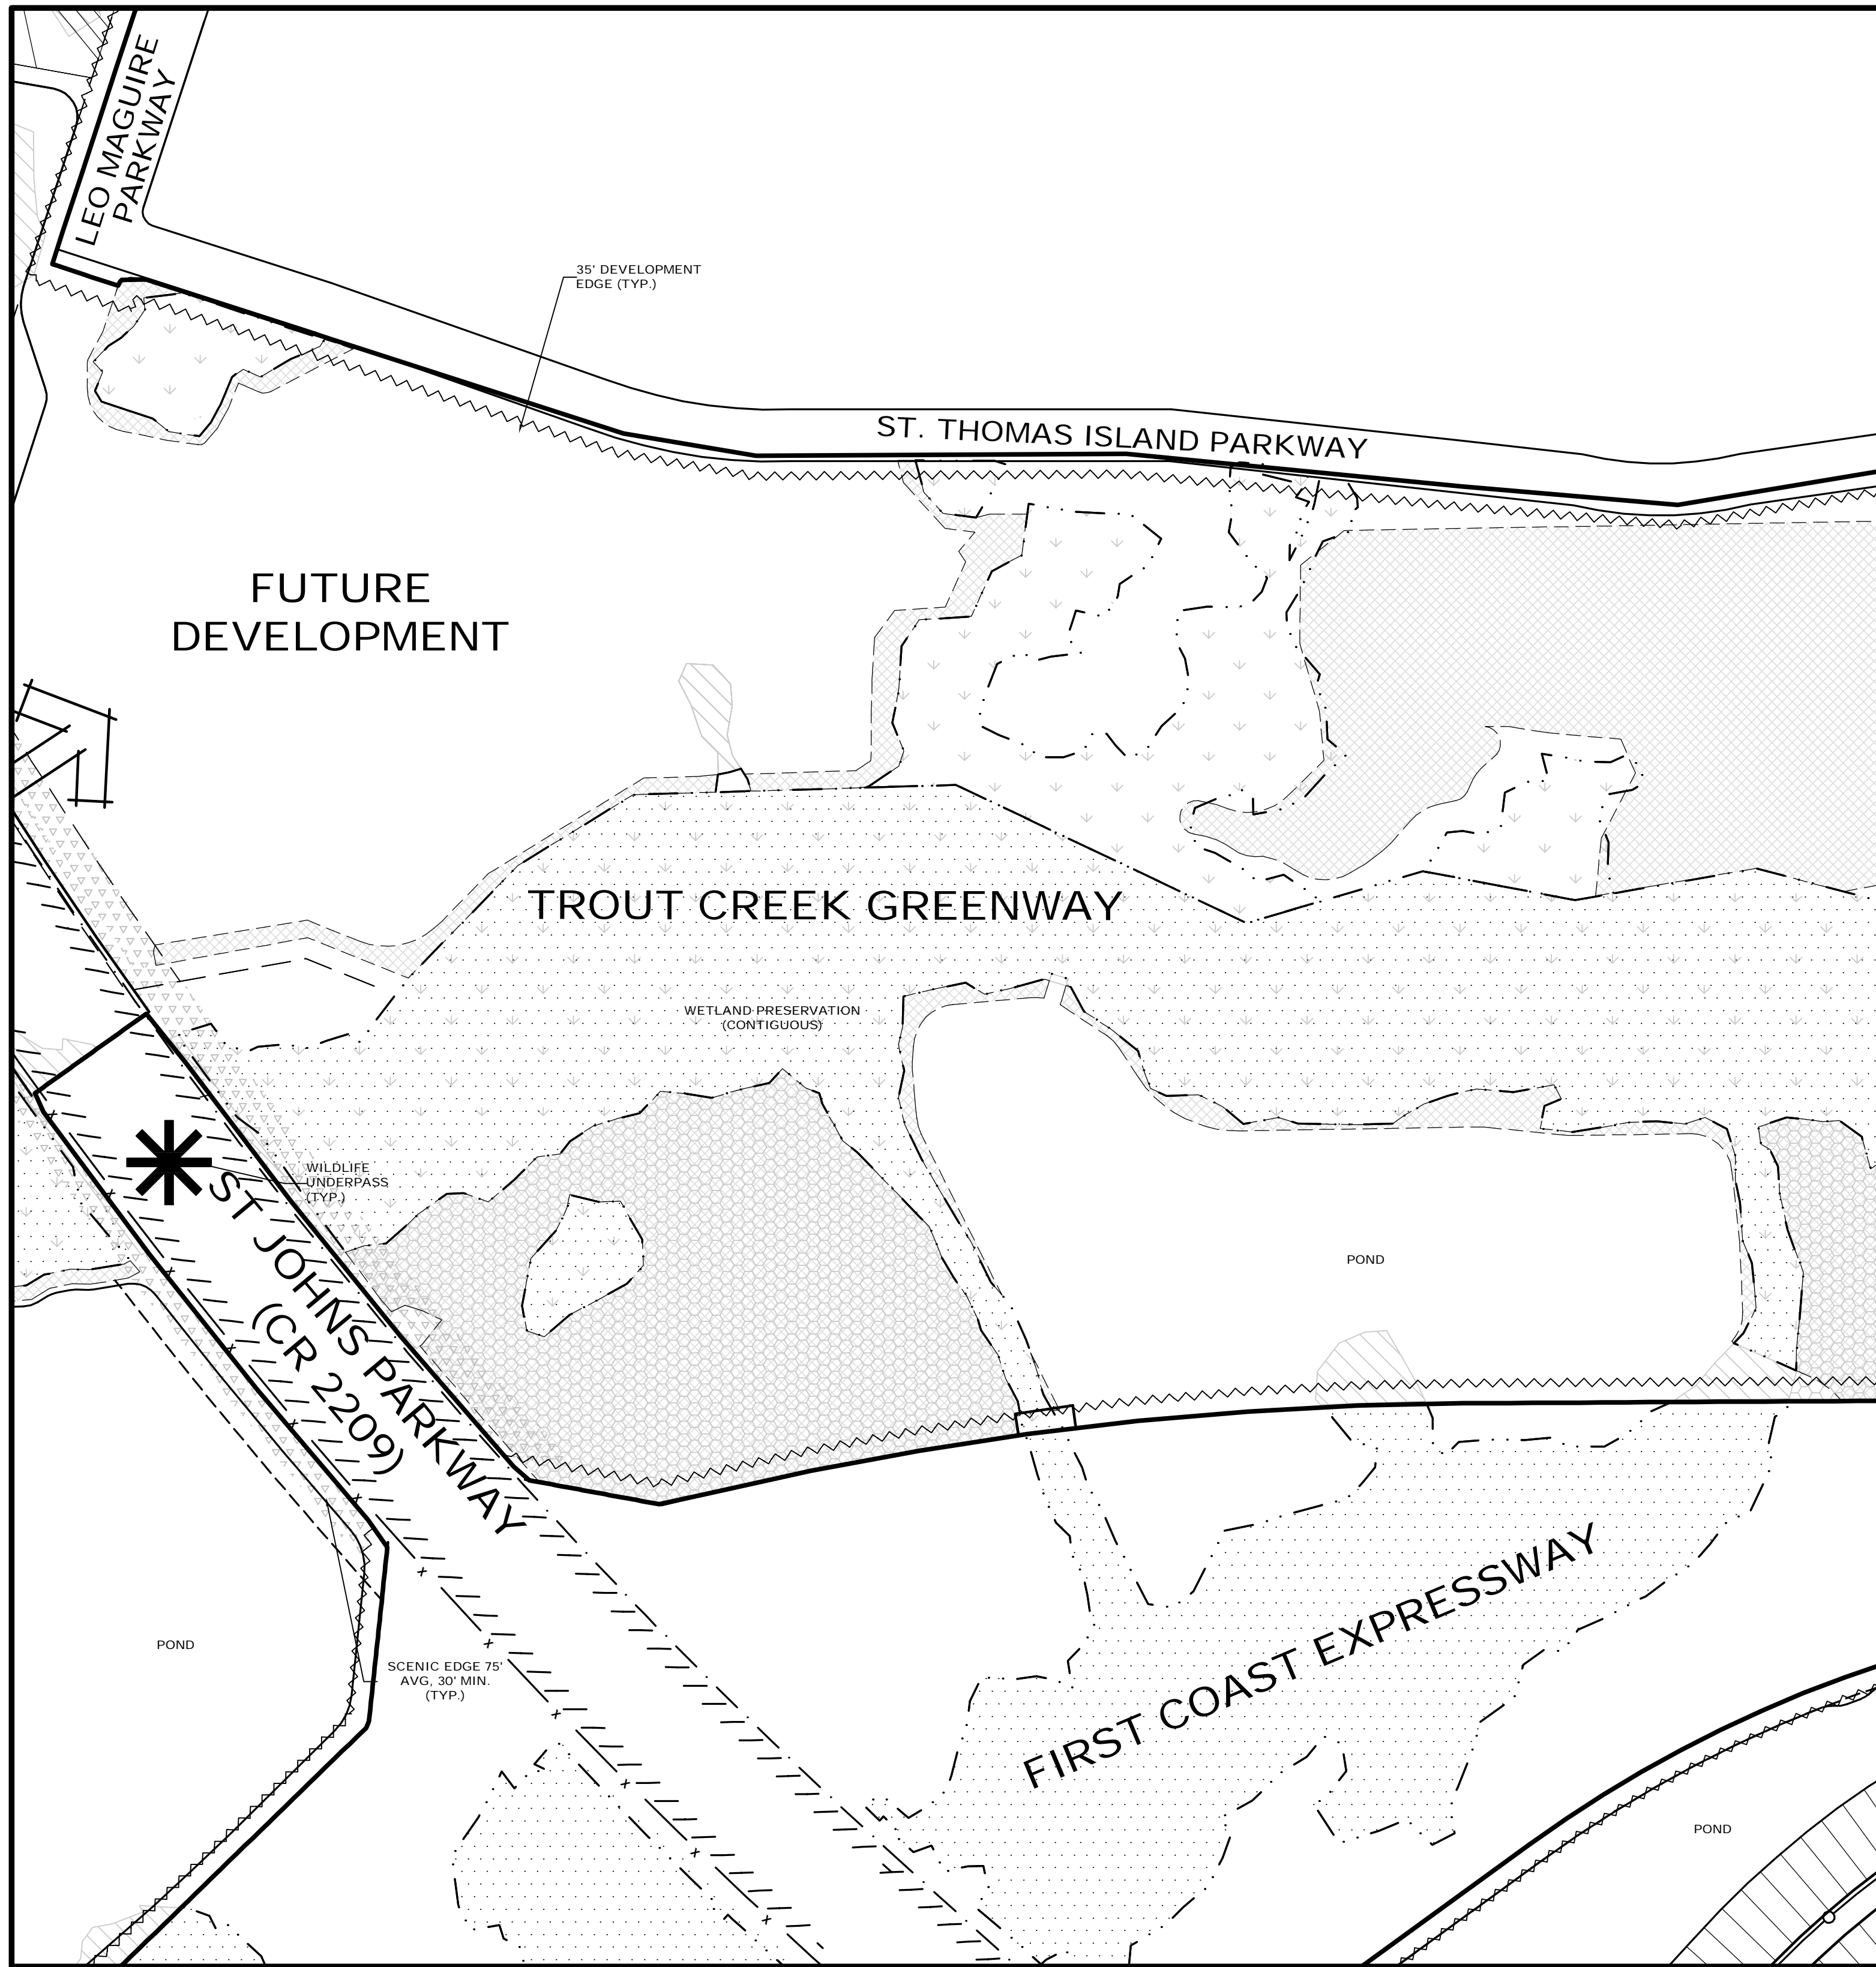 LEO MAGUIRE
PARKWAY
35' DEVELOPMENT
EDGE (TYP.)
ST. THOMAS ISLAND PARKWAY
FUTURE
DEVELOPMENT
TROUT CREEK GREENWAY
WETLAND PRESERVATION
(CONTIGUOUS)
WILDLIFE
UNDERPASS
(TYP.)
ST JOHNS PARKWAY
(CR 2209)
POND
FIRST COAST EXPRESSWAY
POND
SCENIC EDGE 75'
AVG, 30' MIN.
(TYP.)
POND